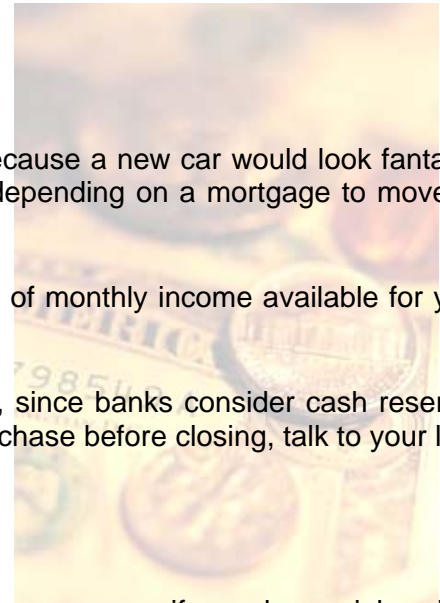 ecause a new car would look fanta
depending on a mortgage to move
of monthly income available for y
, since banks consider cash reser
chase before closing, talk to your l